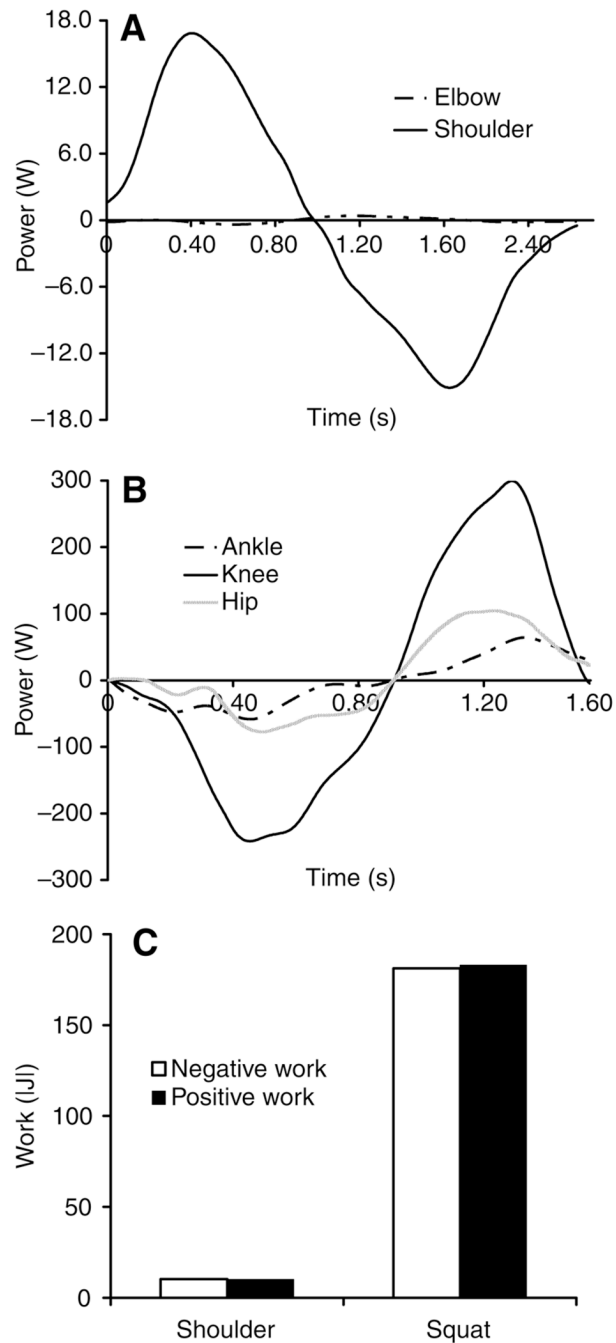 A
18.0
12.0
6.0
0
–6.0
–12.0
–18.0
Power (W)
Elbow
Shoulder
0 0.40 0.80 1.20 1.60 2.40
Time (s)
B
300
200
100
0
–100
–200
–300
Power (W)
Ankle
Knee
Hip
0 0.40 0.80 1.20 1.60
Time (s)
C
200
150
100
50
0
Work (|J|)
Negative work
Positive work
Shoulder Squat